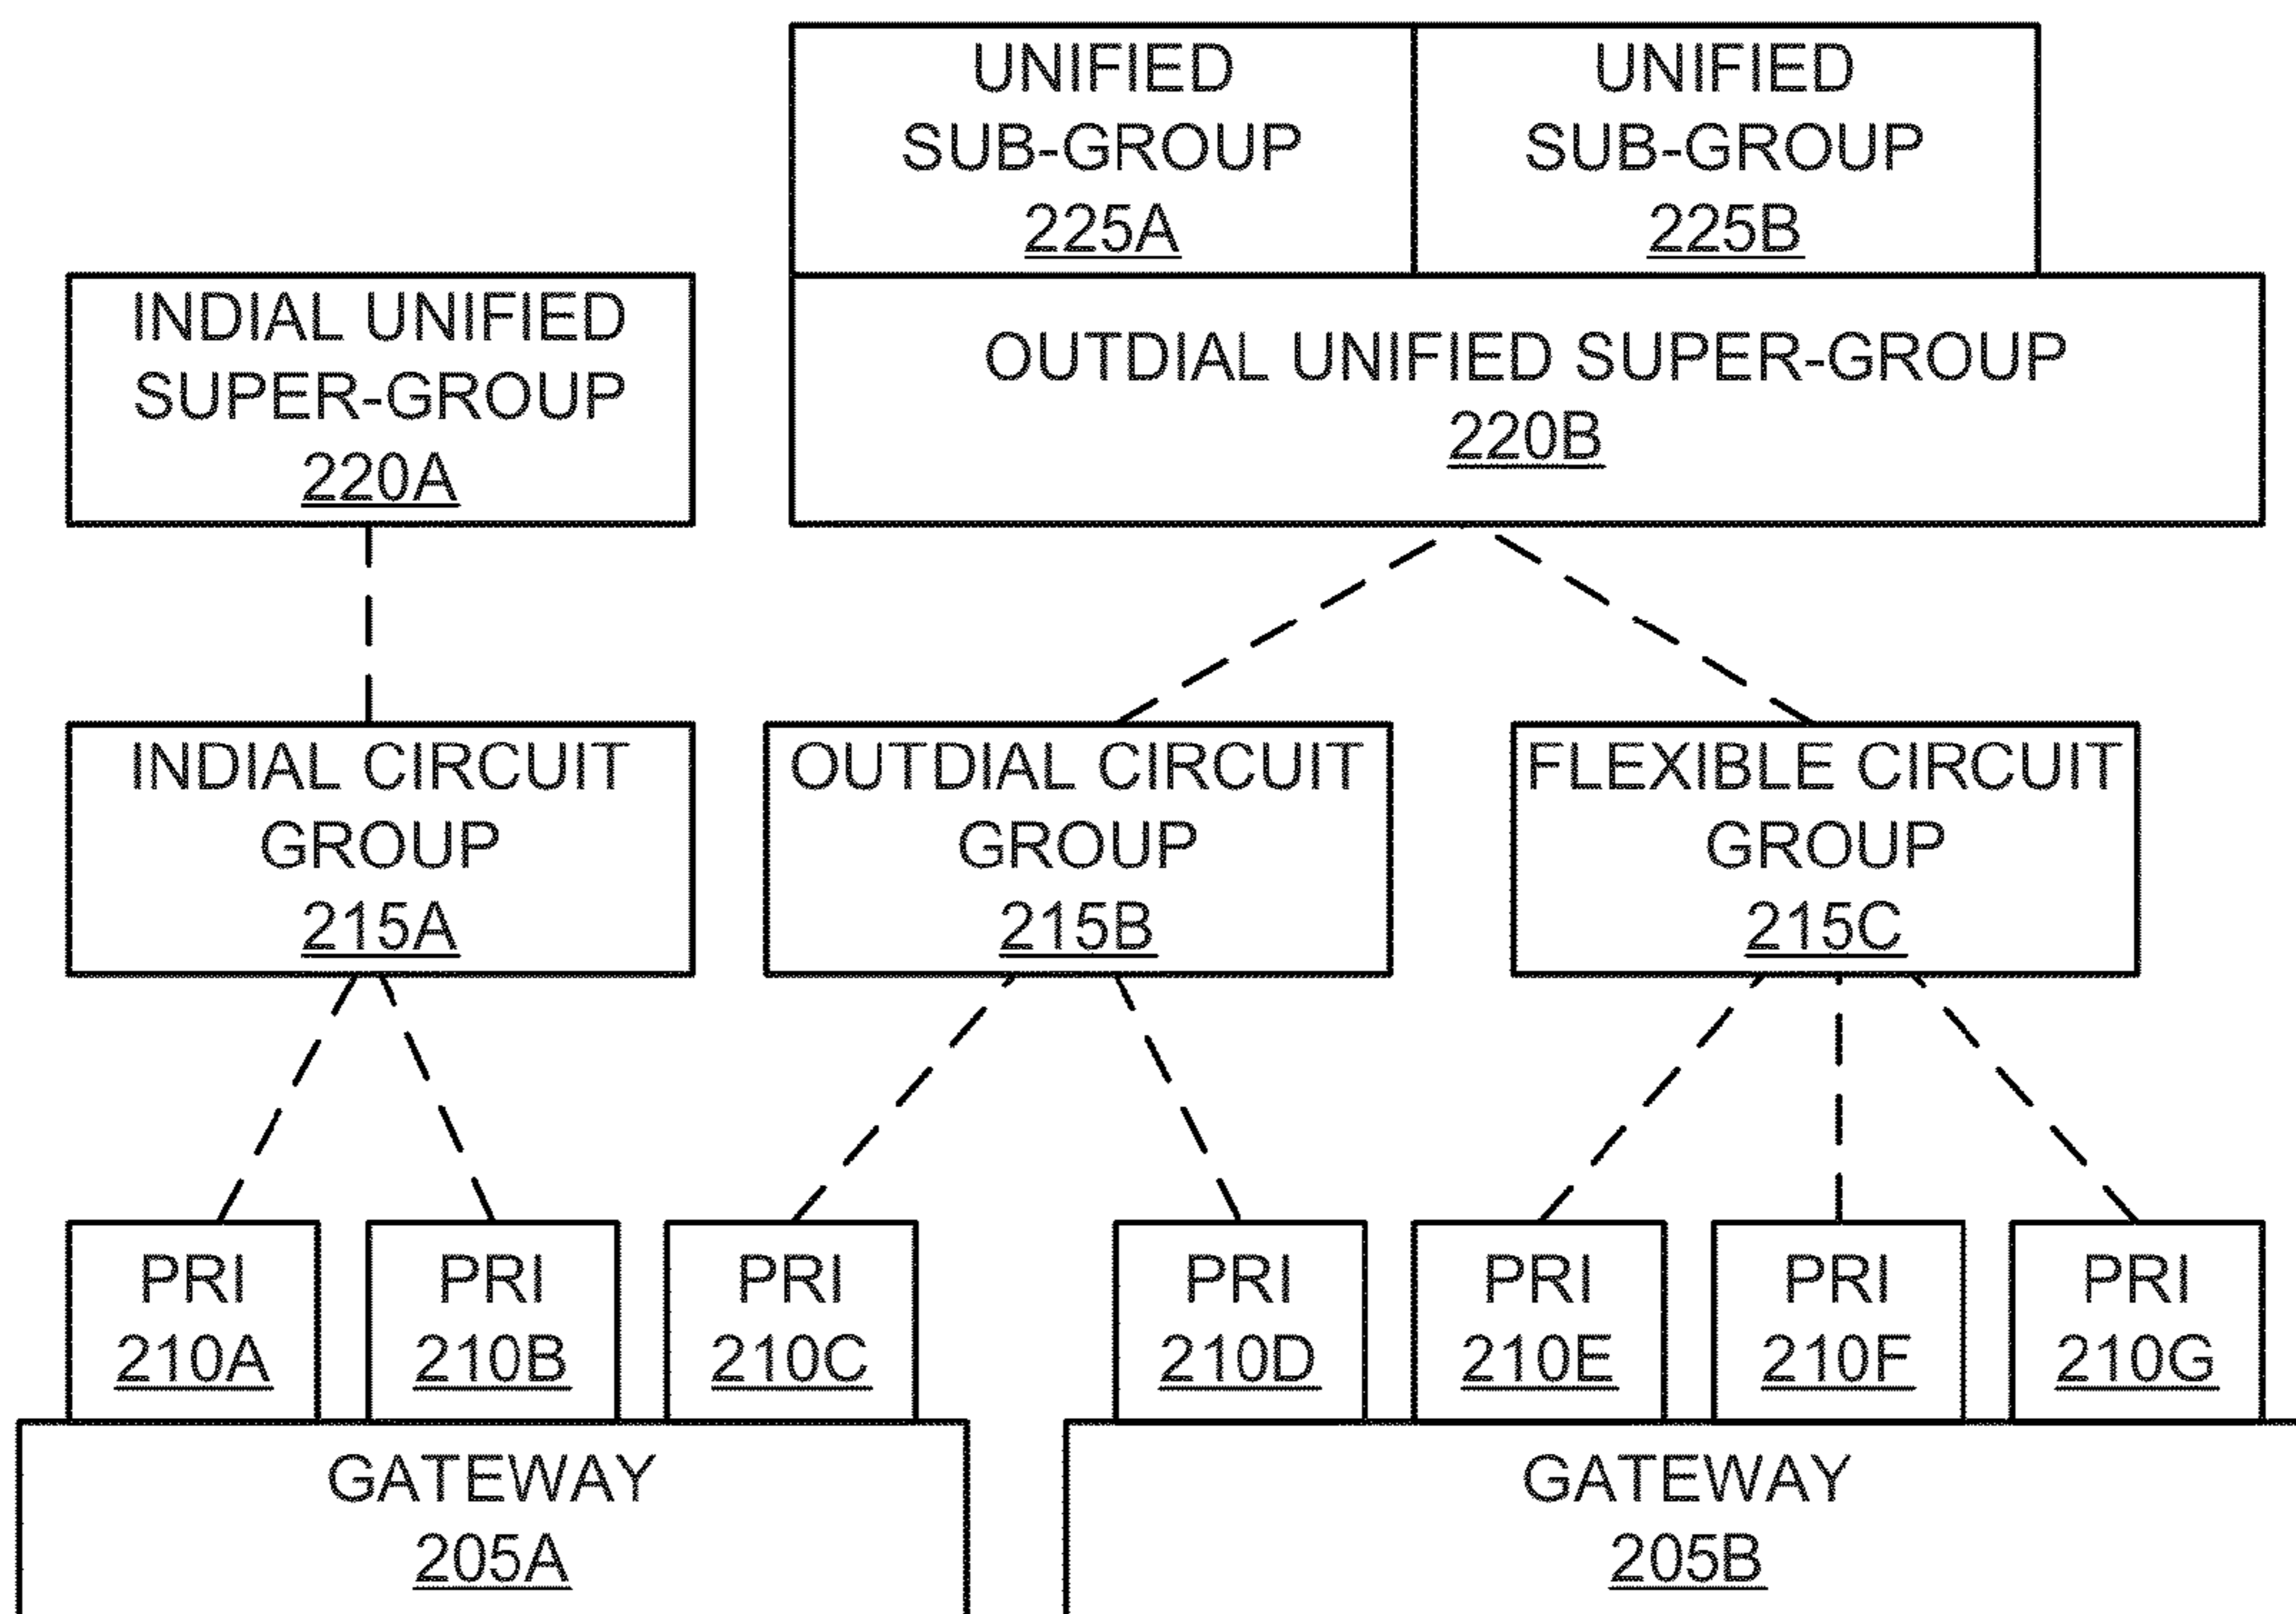 UNIFIED
SUB-GROUP
225A
UNIFIED
SUB-GROUP
225B
INDIAL UNIFIED
SUPER-GROUP
220A
OUTDIAL UNIFIED SUPER-GROUP
220B
INDIAL CIRCUIT
GROUP
215A
OUTDIAL CIRCUIT
GROUP
215B
FLEXIBLE CIRCUIT
GROUP
215C
PRI
210A
PRI
210B
PRI
210C
PRI
210D
PRI
210E
PRI
210F
PRI
210G
GATEWAY
205A
GATEWAY
205B